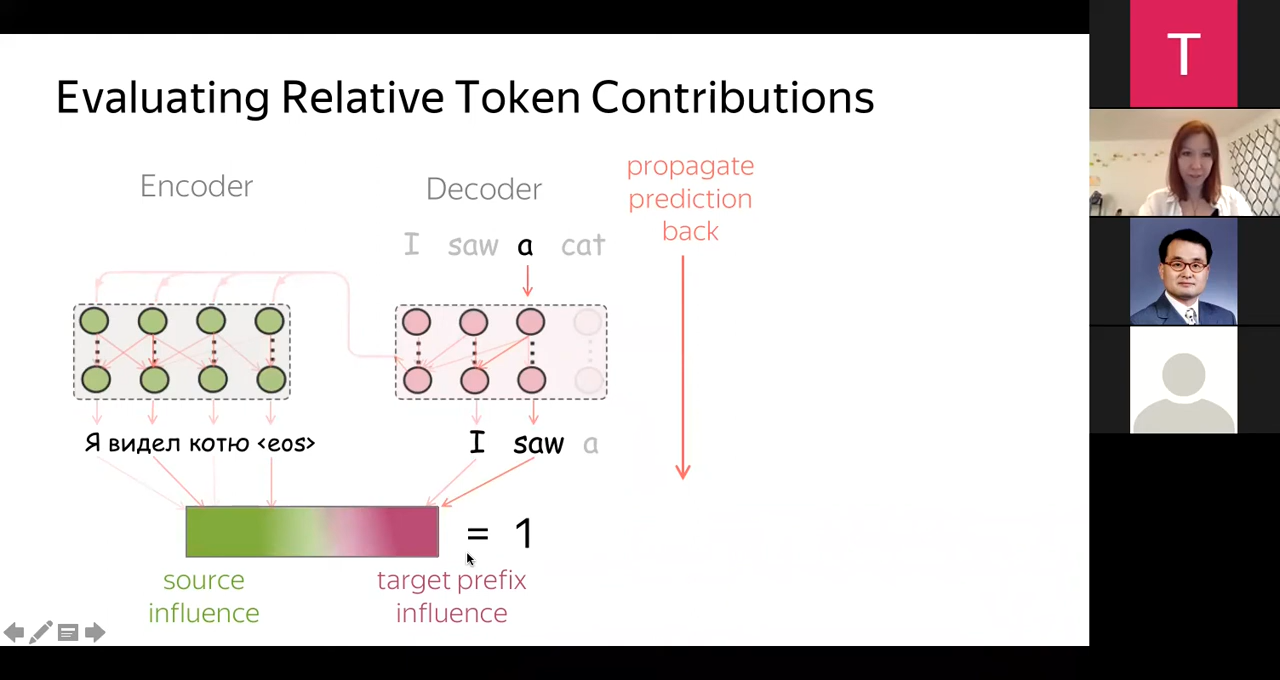 Evaluating Relative Token Contributions
Encoder
Decoder
propagate
prediction
back
I saw a cat
Я видел котю <eos>
I saw a
= 1
source
influence
target prefix
influence
T